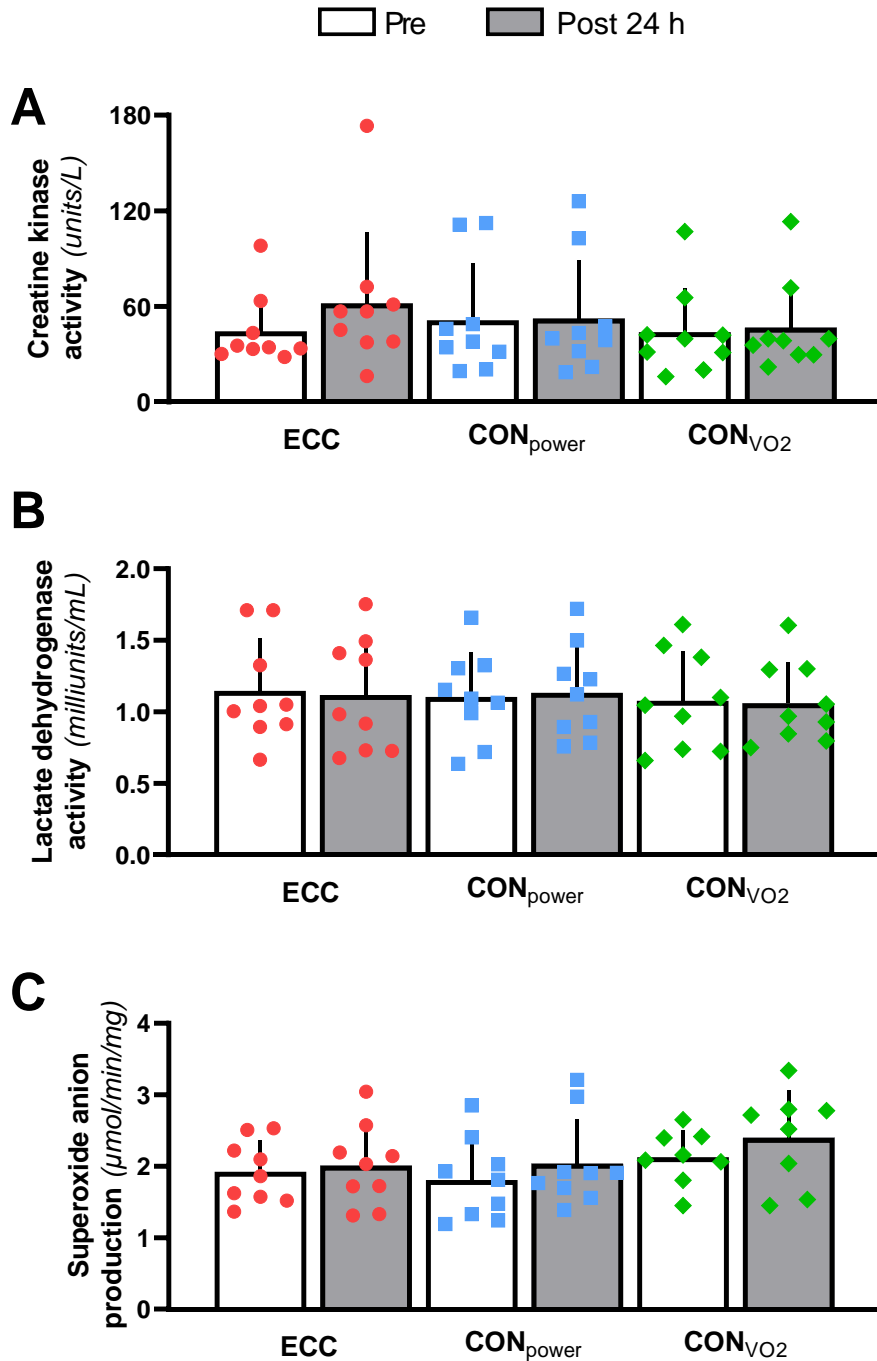 Pre Post 24 h
A
Creatine kinase
activity (units/L)
180
120
60
0
ECC CONpower CONVO2
B
Lactate dehydrogenase
activity (milliunits/mL)
2.0
1.5
1.0
0.5
0.0
ECC CONpower CONVO2
C
Superoxide anion
production (μmol/min/mg)
4
3
2
1
0
ECC CONpower CONVO2